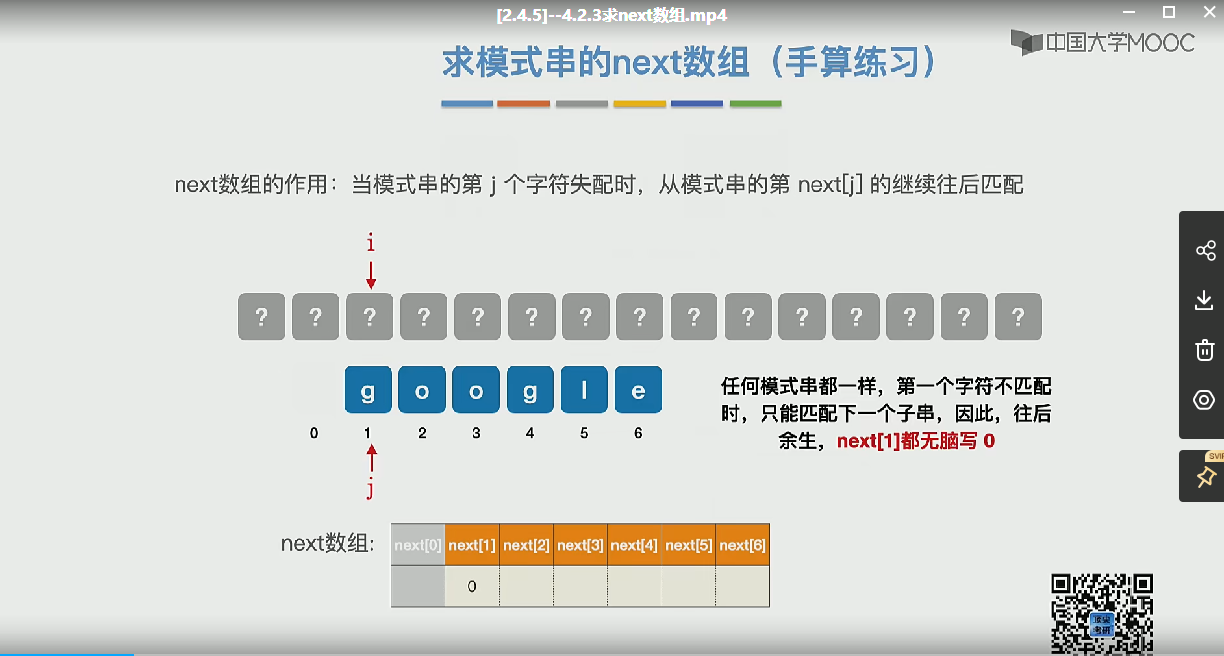 [2.4.5]--4.2.3求next数组.mp4
中国大学MOOC
求模式串的next数组（手算练习）
next数组的作用：当模式串的第 j 个字符失配时，从模式串的第 next[j] 的继续往后匹配
i
? ? ? ? ? ? ? ? ? ? ? ? ? ? ?
g o o g l e
0 1 2 3 4 5 6
j
任何模式串都一样，第一个字符不匹配
时，只能匹配下一个子串，因此，往后
余生，next[1]都无脑写 0
SVIP
next数组:
next[0] next[1] next[2] next[3] next[4] next[5] next[6]
0